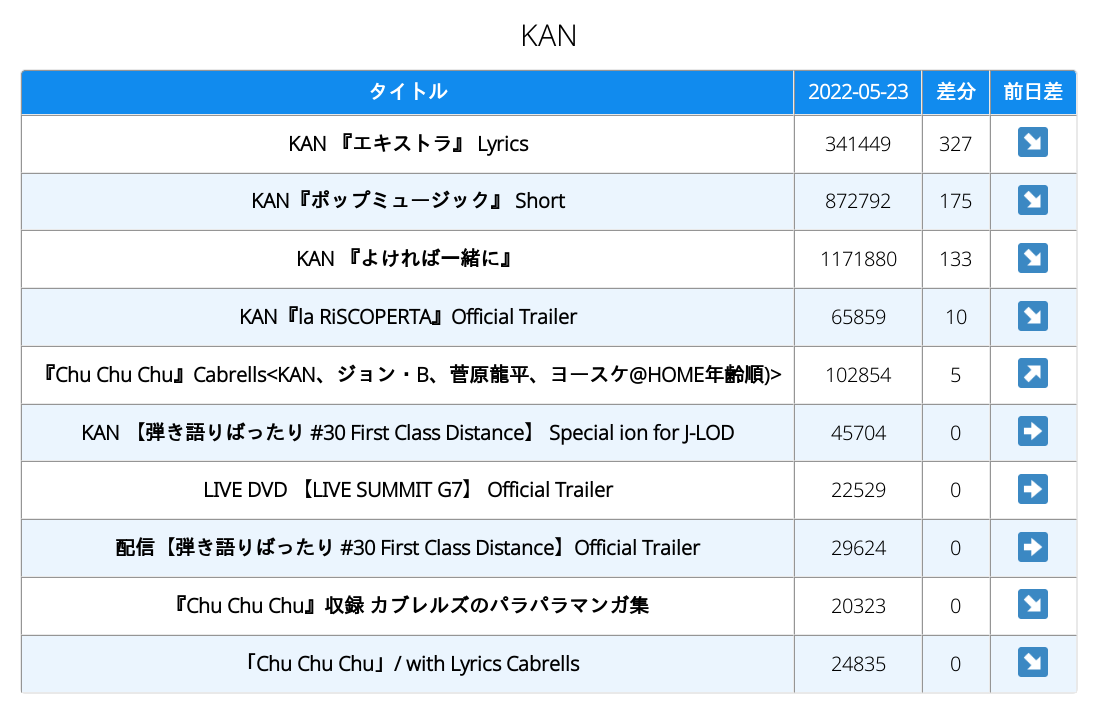 KAN
タイトル 2022-05-23 差分 前日差
KAN 『エキストラ』 Lyrics 341449 327 ↘
KAN『ポップミュージック』 Short 872792 175 ↘
KAN 『よければ一緒に』 1171880 133 ↘
KAN『la RiSCOPERTA』Official Trailer 65859 10 ↘
『Chu Chu Chu』Cabrells<KAN、ジョン・B、菅原龍平、ヨースケ@HOME年齢順)> 102854 5 ↗
KAN 【弾き語りばったり #30 First Class Distance】 Special ion for J-LOD 45704 0 ➡
LIVE DVD 【LIVE SUMMIT G7】 Official Trailer 22529 0 ➡
配信【弾き語りばったり #30 First Class Distance】Official Trailer 29624 0 ➡
『Chu Chu Chu』収録 カブレルズのパラパラマンガ集 20323 0 ↘
「Chu Chu Chu」/ with Lyrics Cabrells 24835 0 ↘